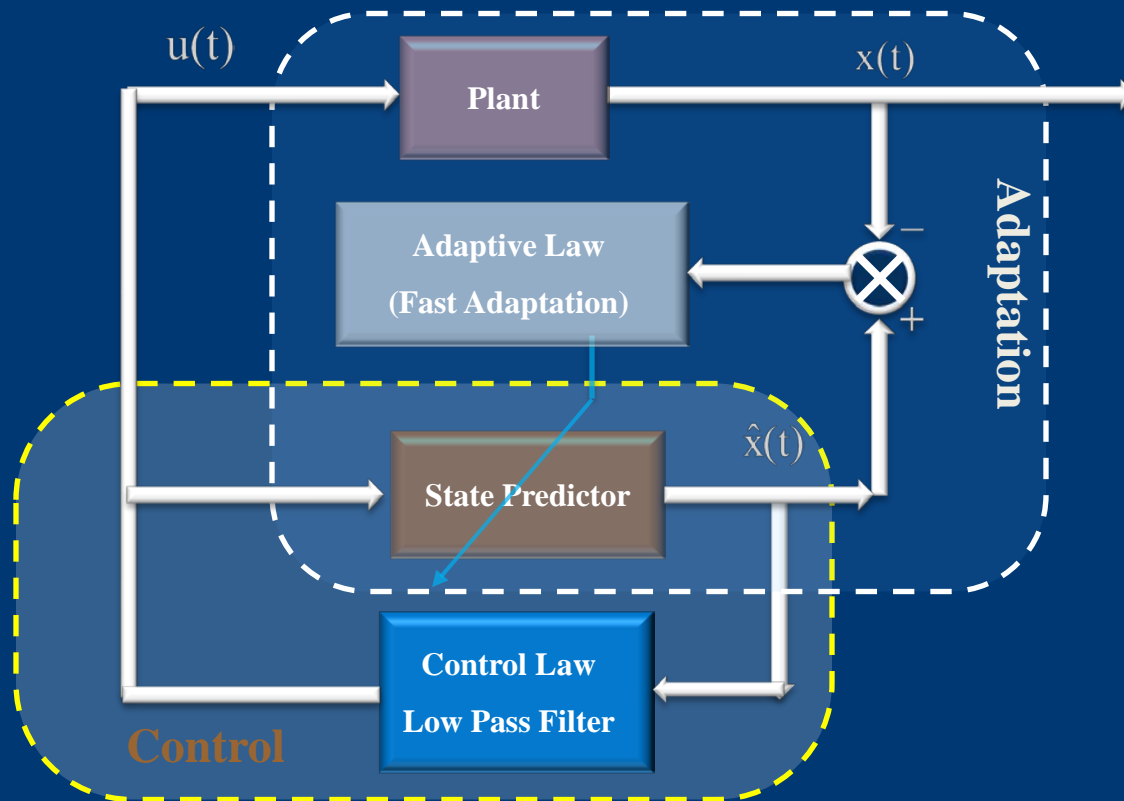 u(t)
Plant
x(t)
Adaptive Law
(Fast Adaptation)
−
+
Adaptation
State Predictor
x̂(t)
Control Law
Low Pass Filter
Control